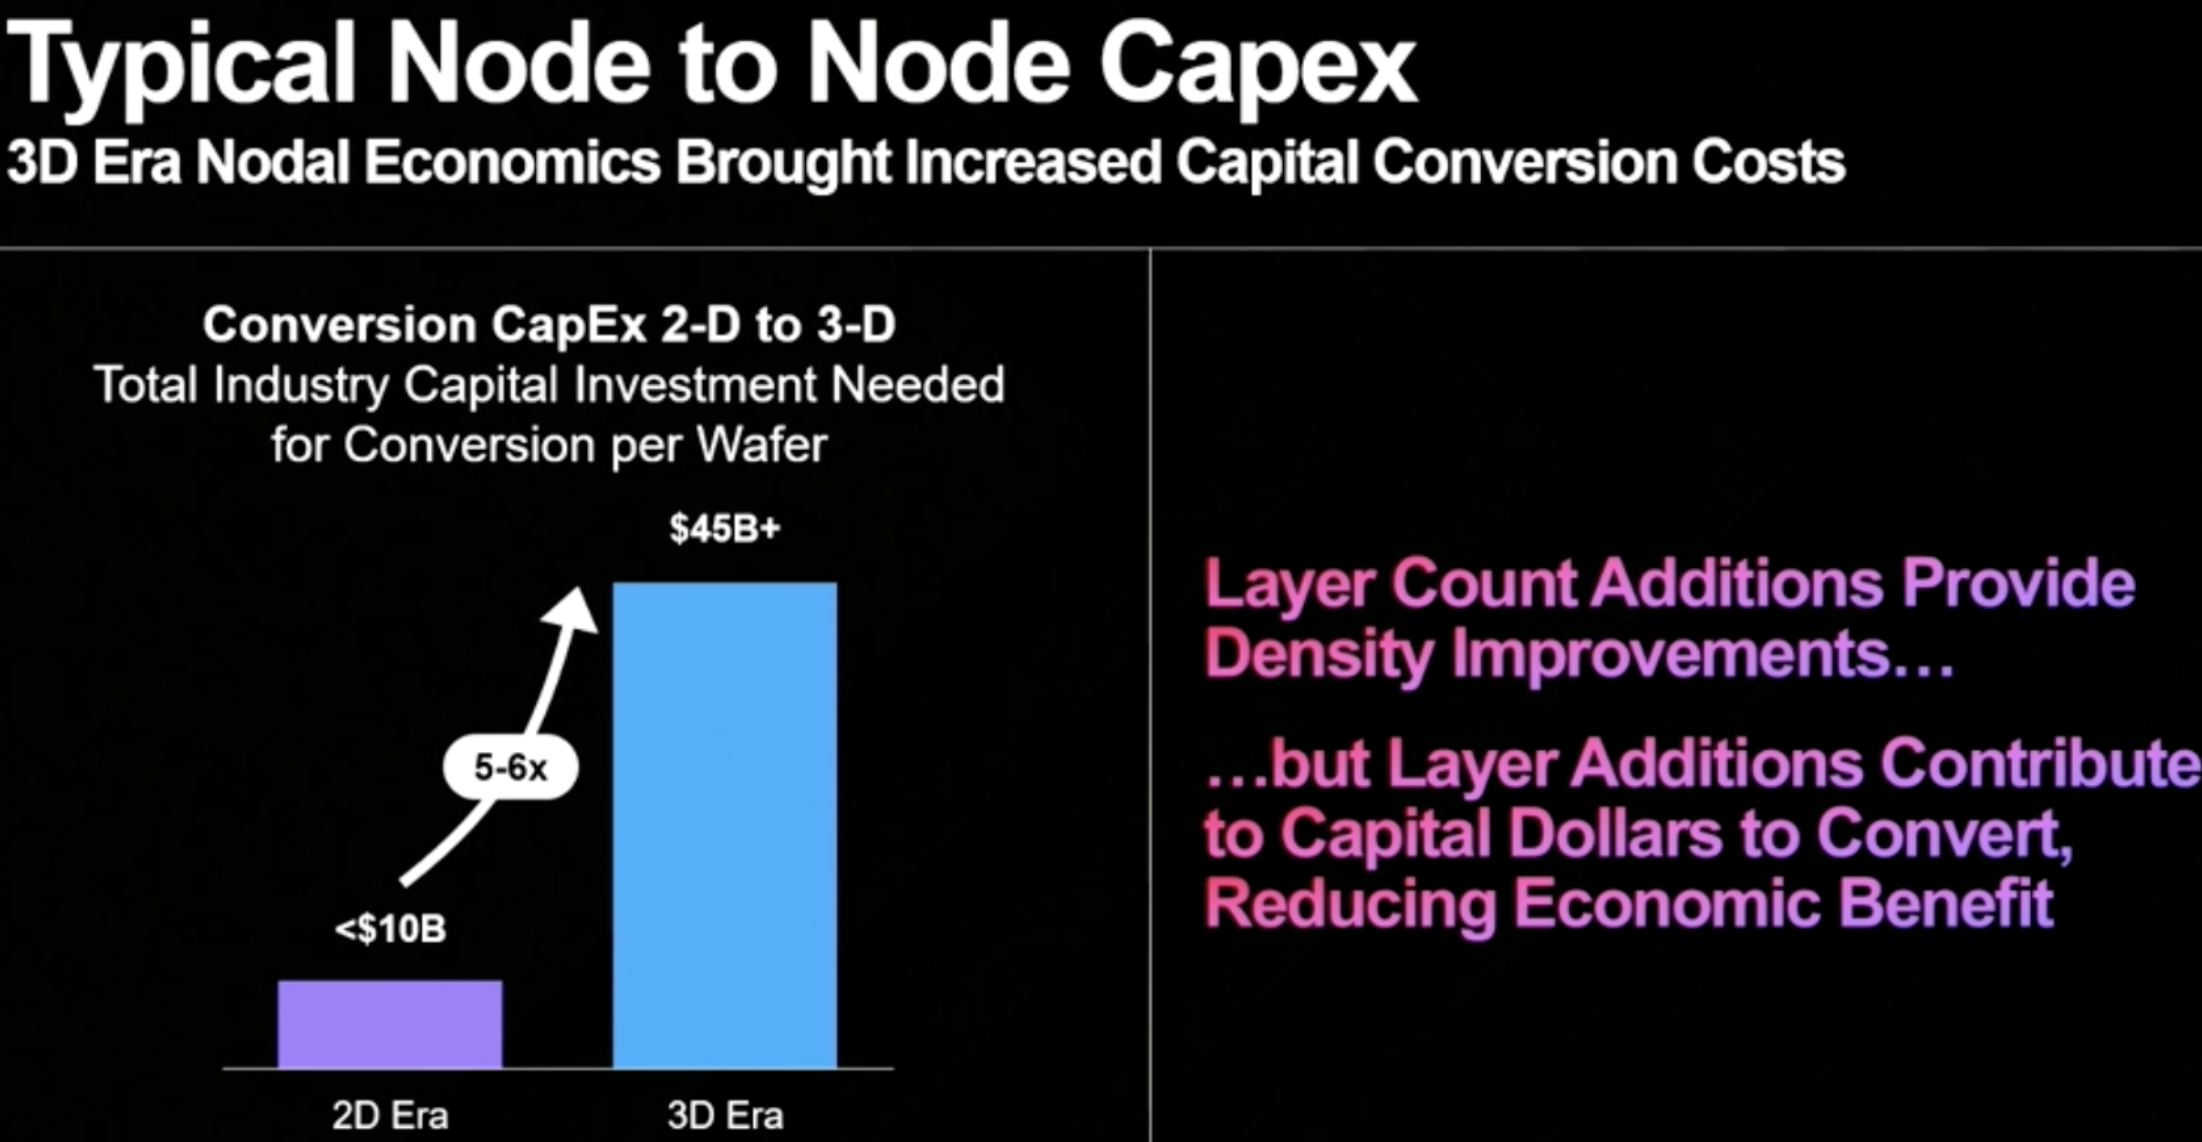 Typical Node to Node Capex
3D Era Nodal Economics Brought Increased Capital Conversion Costs
Conversion CapEx 2-D to 3-D
Total Industry Capital Investment Needed
for Conversion per Wafer
$45B+
5-6x
<$10B
2D Era
3D Era
Layer Count Additions Provide
Density Improvements…
…but Layer Additions Contribute
to Capital Dollars to Convert,
Reducing Economic Benefit